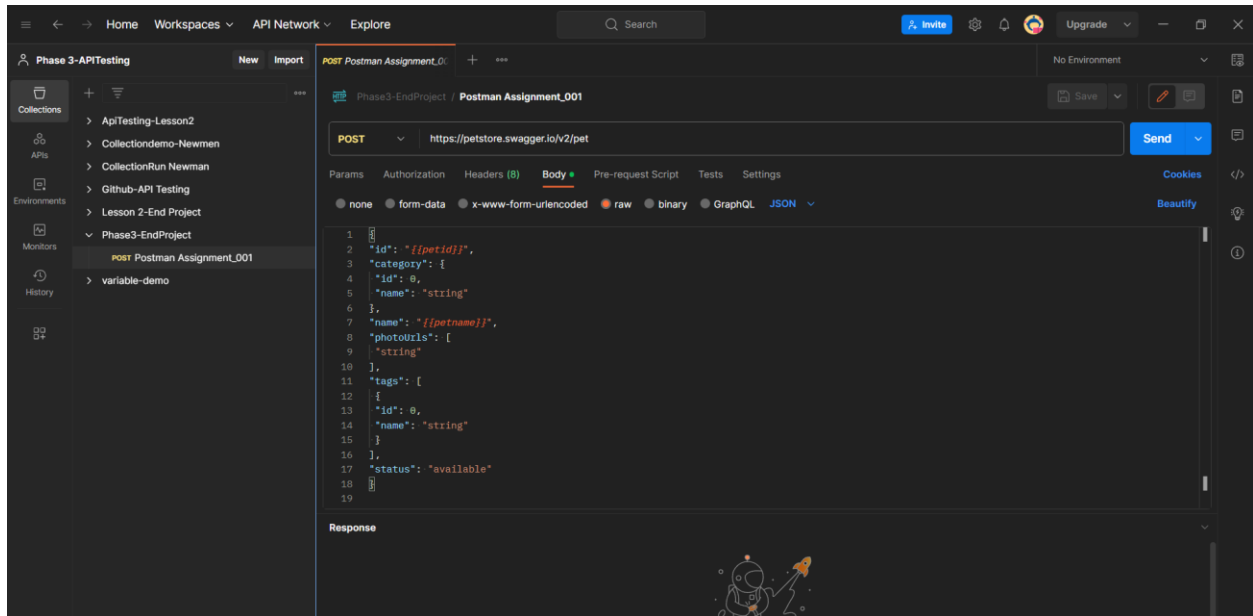 Home Workspaces API Network Explore Search Invite Upgrade
Phase 3-APITesting New Import POST Postman Assignment_0 No Environment
Collections
APIs
Environments
Monitors
History
ApiTesting-Lesson2
Collectiondemo-Newmen
CollectionRun Newman
Github-API Testing
Lesson 2-End Project
Phase3-EndProject
POST Postman Assignment_001
variable-demo
HTTP Phase3-EndProject / Postman Assignment_001 Save
POST https://petstore.swagger.io/v2/pet Send
Params Authorization Headers (8) Body Pre-request Script Tests Settings Cookies
none form-data x-www-form-urlencoded raw binary GraphQL JSON Beautify
1 {
2 "id": "{{petid}}",
3 "category": {
4 "id": 0,
5 "name": "string"
6 },
7 "name": "{{petname}}",
8 "photoUrls": [
9 "string"
10 ],
11 "tags": [
12 {
13 "id": 0,
14 "name": "string"
15 }
16 ],
17 "status": "available"
18 }
19
Response